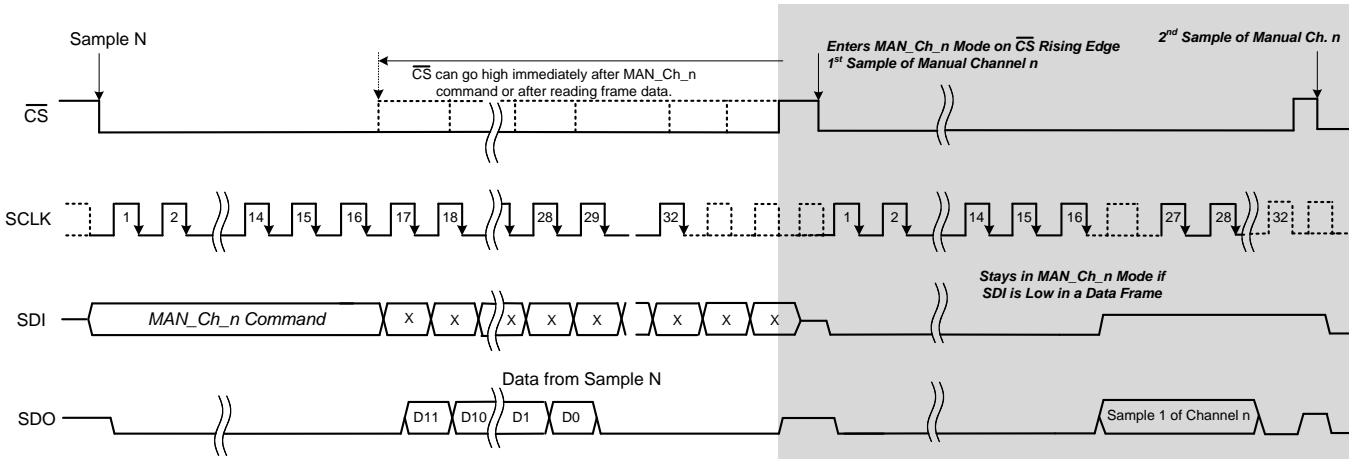 Sample N
Enters MAN_Ch_n Mode on CS Rising Edge
1st Sample of Manual Channel n
2nd Sample of Manual Ch. n
CS can go high immediately after MAN_Ch_n
command or after reading frame data.
CS
SCLK
1 2 14 15 16 17 18 28 29 32 1 2 14 15 16 27 28 32
Stays in MAN_Ch_n Mode if
SDI is Low in a Data Frame
SDI
MAN_Ch_n Command X X X X X X X X
Data from Sample N
SDO
D11 D10 D1 D0 Sample 1 of Channel n